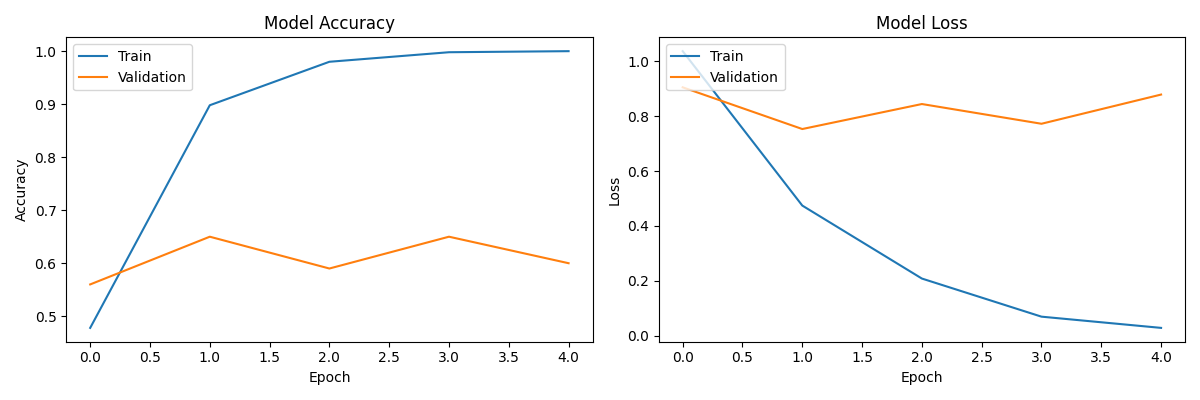 Model Accuracy
Train
Validation
1.0
0.9
0.8
0.7
0.6
0.5
Accuracy
0.0 0.5 1.0 1.5 2.0 2.5 3.0 3.5 4.0
Epoch
Model Loss
Train
Validation
1.0
0.8
0.6
0.4
0.2
0.0
Loss
0.0 0.5 1.0 1.5 2.0 2.5 3.0 3.5 4.0
Epoch